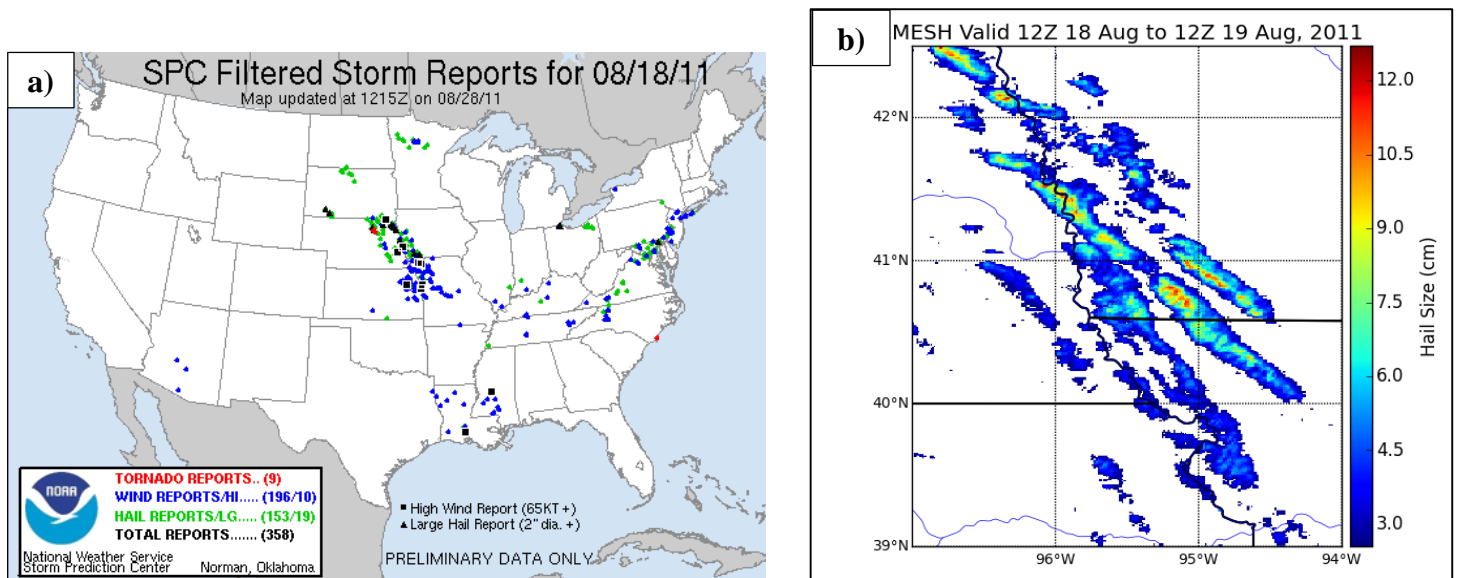 a)
SPC Filtered Storm Reports for 08/18/11
Map updated at 1215Z on 08/28/11
NOAA
TORNADO REPORTS.. (9)
WIND REPORTS/HI..... (196/10)
HAIL REPORTS/LG..... (153/19)
TOTAL REPORTS....... (358)
National Weather Service
Storm Prediction Center Norman, Oklahoma
■ High Wind Report (65KT +)
▲ Large Hail Report (2" dia. +)
PRELIMINARY DATA ONLY
b)
MESH Valid 12Z 18 Aug to 12Z 19 Aug, 2011
42°N
41°N
40°N
39°N
96°W
95°W
94°W
12.0
10.5
9.0
7.5
6.0
4.5
3.0
Hail Size (cm)